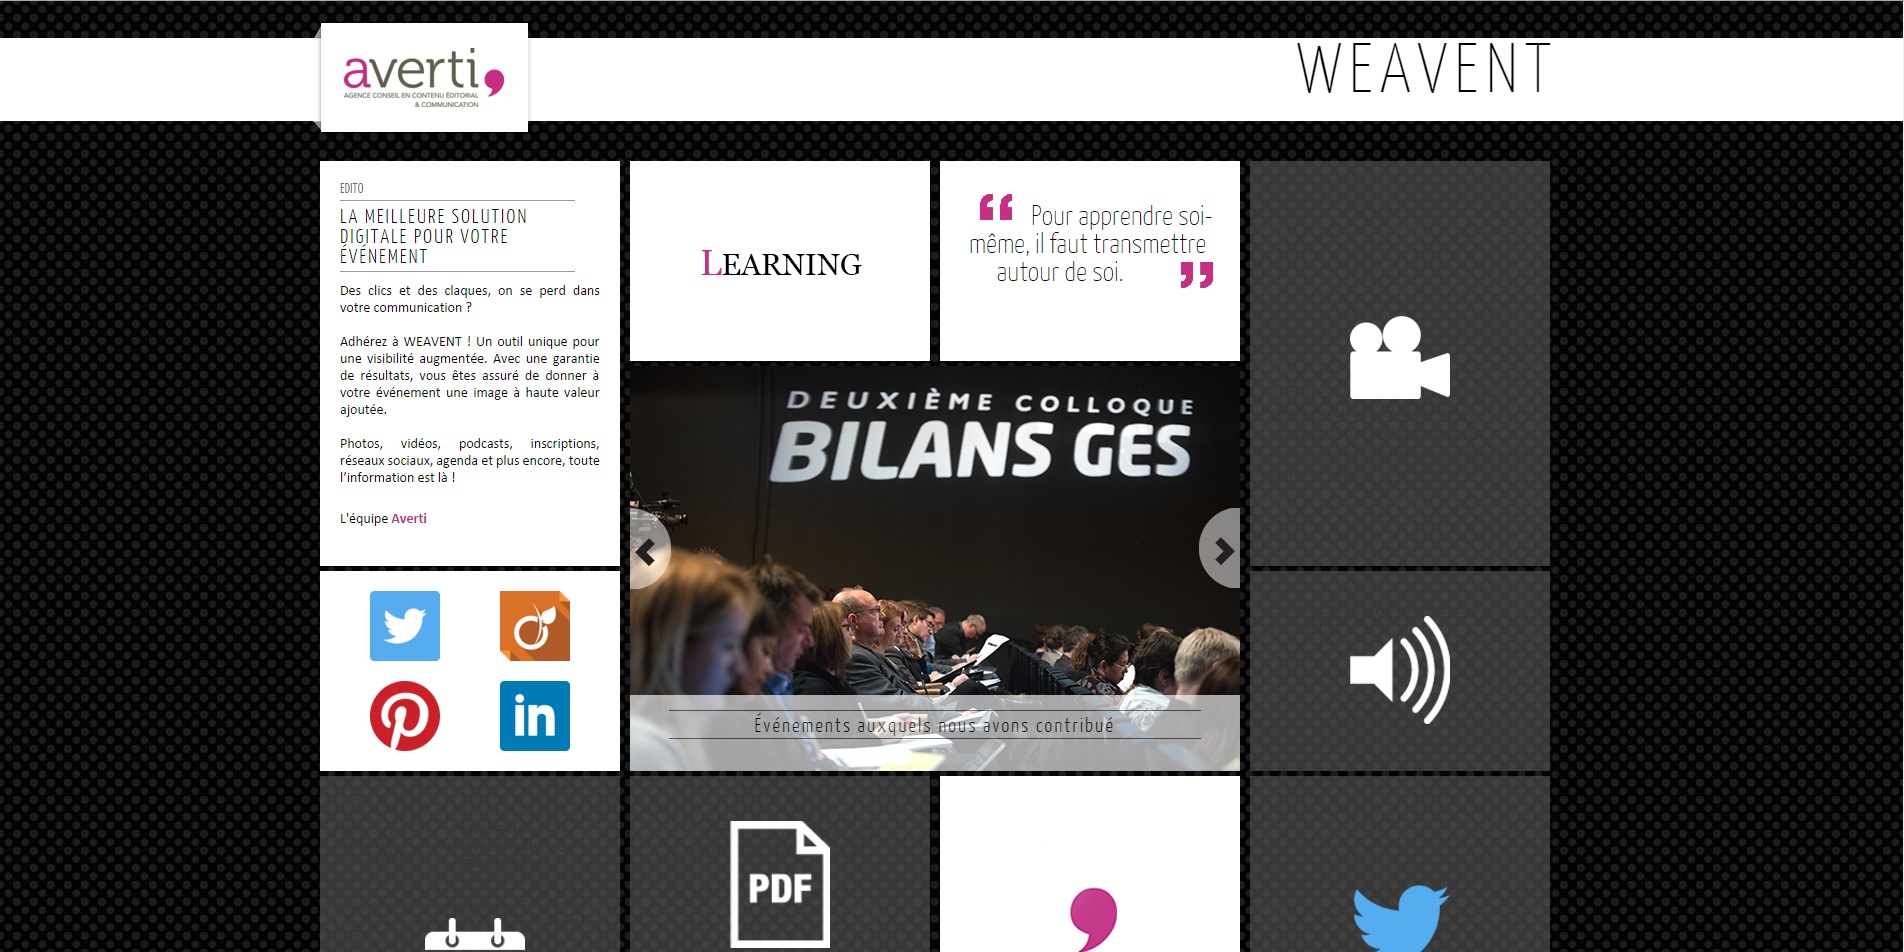 averti,
AGENCE CONSEIL EN CONTENU ÉDITORIAL
& COMMUNICATION
WEAVENT
EDITO
LA MEILLEURE SOLUTION
DIGITALE POUR VOTRE
ÉVÉNEMENT
Des clics et des claques, on se perd dans
votre communication ?
Adhérez à WEAVENT ! Un outil unique pour
une visibilité augmentée. Avec une garantie
de résultats, vous êtes assuré de donner à
votre événement une image à haute valeur
ajoutée.
Photos, vidéos, podcasts, inscriptions,
réseaux sociaux, agenda et plus encore, toute
l’information est là !
L'équipe Averti
LEARNING
“ Pour apprendre soi-
même, il faut transmettre
autour de soi. ”
DEUXIÈME COLLOQUE
BILANS GES
Événements auxquels nous avons contribué
in
PDF